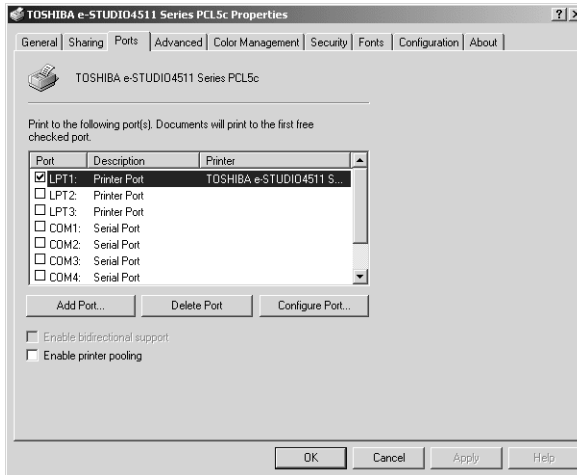 TOSHIBA e-STUDIO4511 Series PCL5c Properties
General Sharing Ports Advanced Color Management Security Fonts Configuration About
TOSHIBA e-STUDIO4511 Series PCL5c
Print to the following port(s). Documents will print to the first free
checked port.
Port Description Printer
LPT1: Printer Port TOSHIBA e-STUDIO4511 S...
LPT2: Printer Port
LPT3: Printer Port
COM1: Serial Port
COM2: Serial Port
COM3: Serial Port
COM4: Serial Port
Add Port... Delete Port Configure Port...
Enable bidirectional support
Enable printer pooling
OK Cancel Apply Help